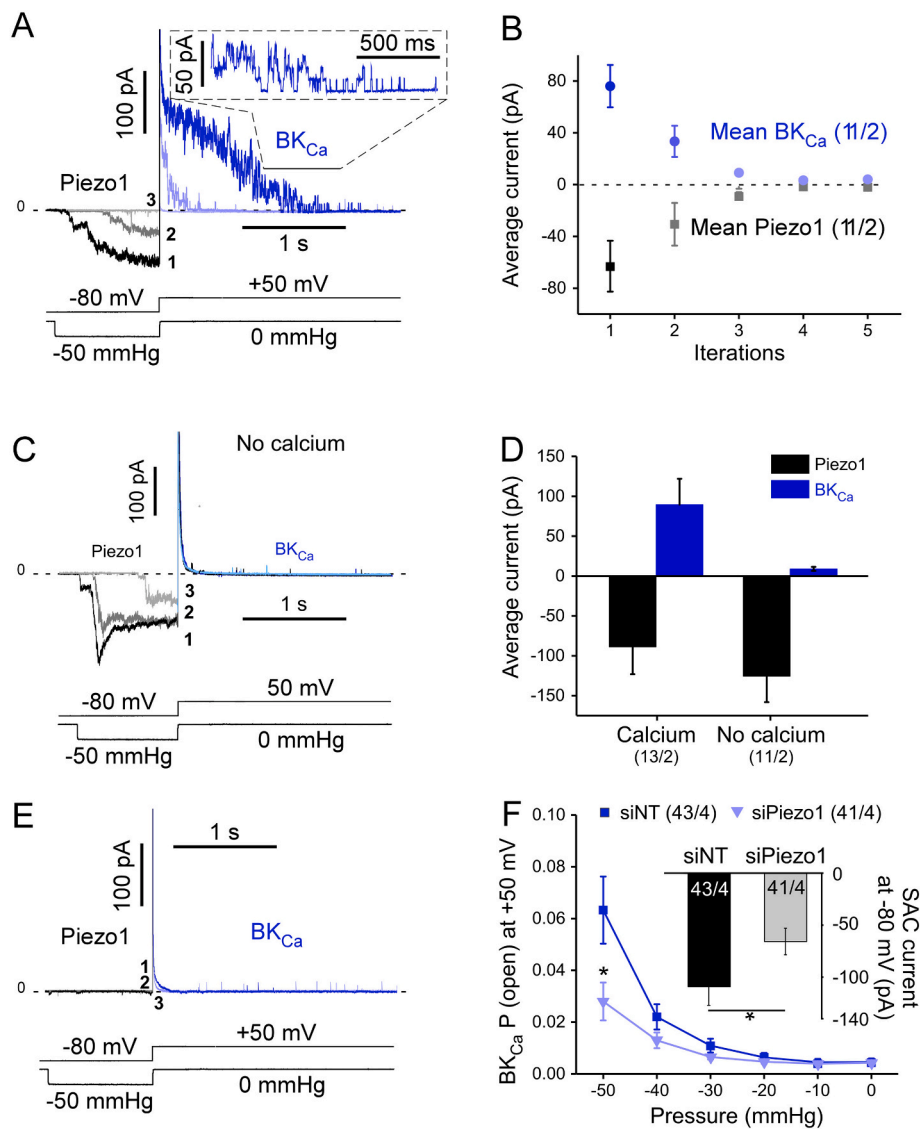 A
500 ms
50 pA
100 pA
BKCa
Piezo1
0
3
2
1
1 s
-80 mV
+50 mV
-50 mmHg
0 mmHg
B
Average current (pA)
80
40
0
-40
-80
Mean BKCa (11/2)
Mean Piezo1 (11/2)
1 2 3 4 5
Iterations
C
No calcium
100 pA
Piezo1
BKCa
0
3
2
1
1 s
-80 mV
50 mV
-50 mmHg
0 mmHg
D
Average current (pA)
150
100
50
0
-50
-100
-150
Piezo1
BKCa
Calcium
(13/2)
No calcium
(11/2)
E
1 s
100 pA
Piezo1
BKCa
1
2
0
3
-80 mV
+50 mV
-50 mmHg
0 mmHg
F
siNT (43/4)
siPiezo1 (41/4)
BKCa P (open) at +50 mV
0.10
0.08
0.06
0.04
0.02
0.00
*
siNT
siPiezo1
43/4
41/4
*
0
-50
-100
-140
SAC current
at -80 mV (pA)
-50 -40 -30 -20 -10 0
Pressure (mmHg)